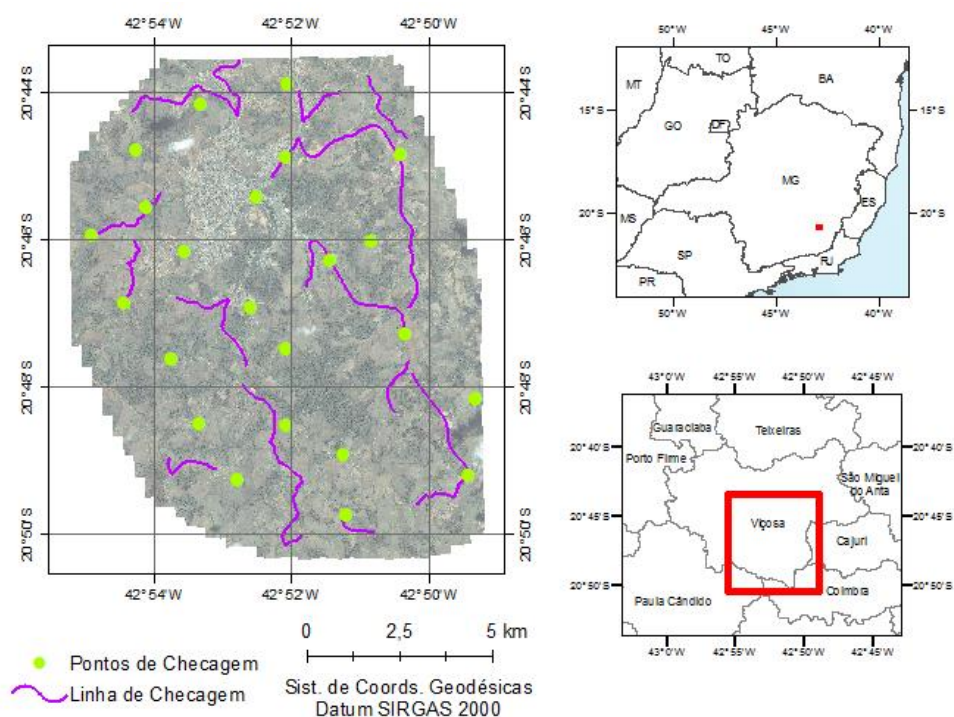 42°54'W 42°52'W 42°50'W
20°44'S 20°44'S
20°46'S 20°46'S
20°48'S 20°48'S
20°50'S 20°50'S
42°54'W 42°52'W 42°50'W
Pontos de Checagem
Linha de Checagem
0 2,5 5 km
Sist. de Coords. Geodésicas
Datum SIRGAS 2000
50°W 45°W 40°W
TO
MT BA
15°S 15°S
GO DF
MG
ES
20°S 20°S
MS
SP RJ
PR
50°W 45°W 40°W
43°0'W 42°55'W 42°50'W 42°45'W
Guaraciaba Teixeiras
20°40'S 20°40'S
Porto Firme
São Miguel
do Anta
20°45'S 20°45'S
Viçosa
Cajuri
20°50'S 20°50'S
Coimbra
Paula Cândido
43°0'W 42°55'W 42°50'W 42°45'W